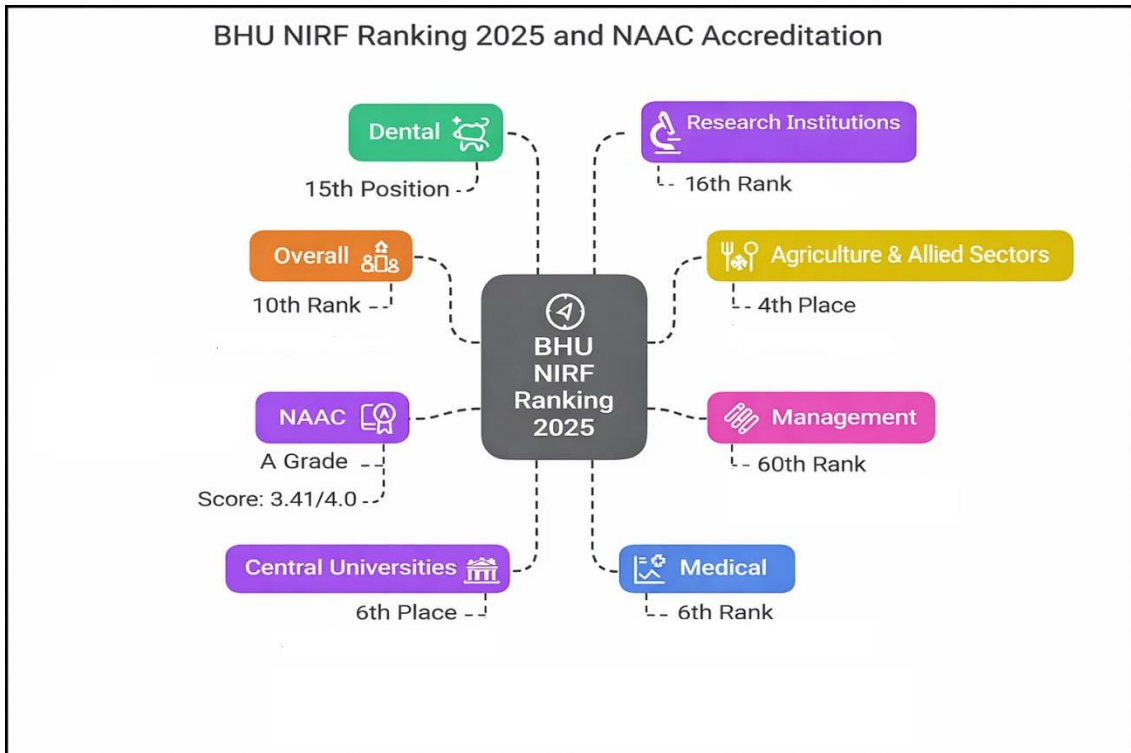 BHU NIRF Ranking 2025 and NAAC Accreditation
Dental
15th Position
Research Institutions
16th Rank
Overall
10th Rank
Agriculture & Allied Sectors
4th Place
BHU
NIRF
Ranking
2025
NAAC
A Grade
Score: 3.41/4.0
Management
60th Rank
Central Universities
6th Place
Medical
6th Rank